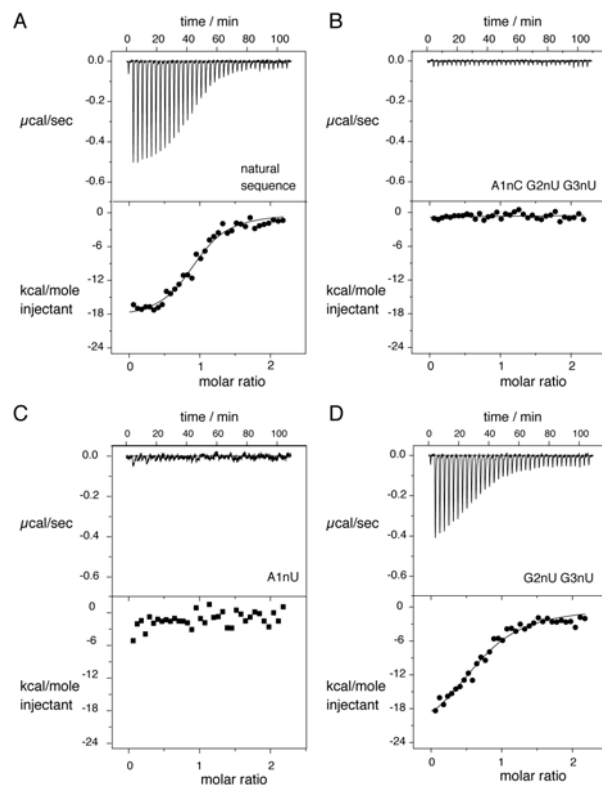 A
time / min
0 20 40 60 80 100
0.0
-0.2
µcal/sec
-0.4
-0.6
natural
sequence
0
-6
kcal/mole
injectant
-12
-18
-24
0 1 2
molar ratio
B
time / min
0 20 40 60 80 100
0.0
-0.2
µcal/sec
-0.4
-0.6
A1nC G2nU G3nU
0
-6
kcal/mole
injectant
-12
-18
-24
0 1 2
molar ratio
C
time / min
0 20 40 60 80 100
0.0
-0.2
µcal/sec
-0.4
-0.6
A1nU
0
-6
kcal/mole
injectant
-12
-18
-24
0 1 2
molar ratio
D
time / min
0 20 40 60 80 100
0.0
-0.2
µcal/sec
-0.4
-0.6
G2nU G3nU
0
-6
kcal/mole
injectant
-12
-18
-24
0 1 2
molar ratio